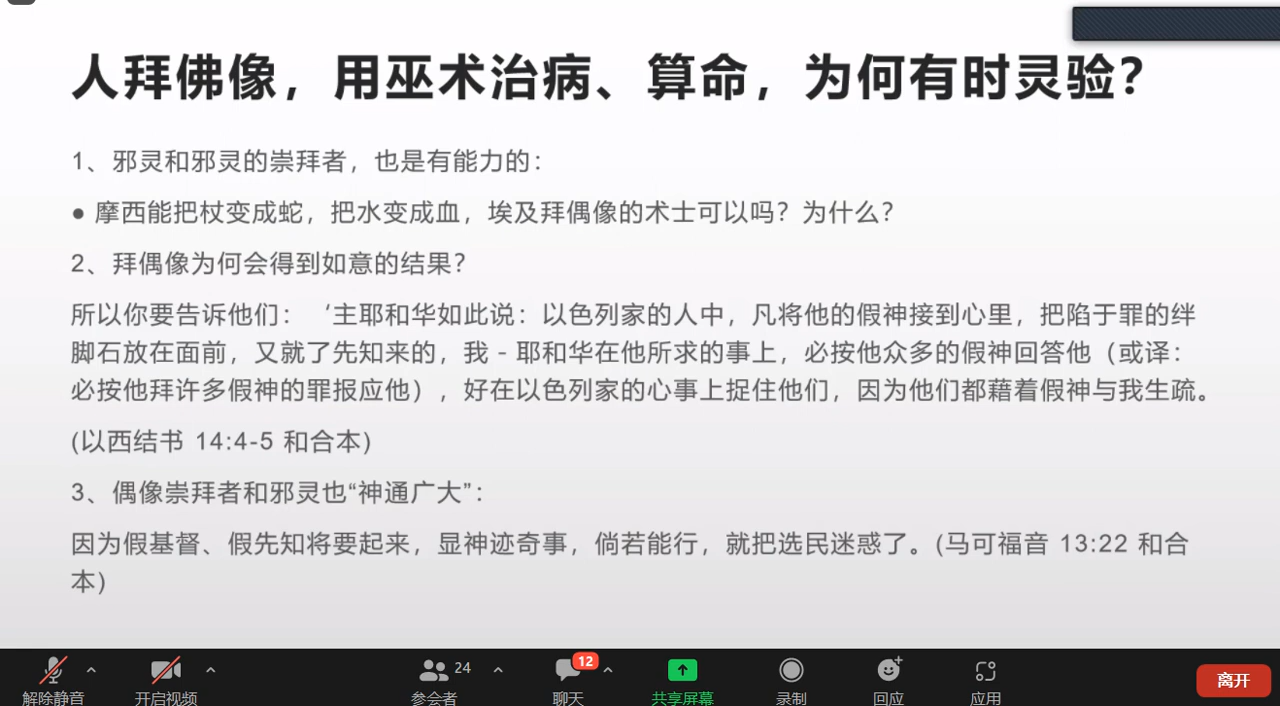 人拜佛像，用巫术治病、算命，为何有时灵验？
1、邪灵和邪灵的崇拜者，也是有能力的：
● 摩西能把杖变成蛇，把水变成血，埃及拜偶像的术士可以吗？为什么？
2、拜偶像为何会得到如意的结果？
所以你要告诉他们：‘主耶和华如此说：以色列家的人中，凡将他的假神接到心里，把陷于罪的绊
脚石放在面前，又就了先知来的，我 - 耶和华在他所求的事上，必按他众多的假神回答他（或译：
必按他拜许多假神的罪报应他），好在以色列家的心事上捉住他们，因为他们都藉着假神与我生疏。
(以西结书 14:4-5 和合本)
3、偶像崇拜者和邪灵也“神通广大”：
因为假基督、假先知将要起来，显神迹奇事，倘若能行，就把选民迷惑了。(马可福音 13:22 和合
本)
24 12
解除静音 开启视频 参会者 聊天 共享屏幕 录制 回应 应用 离开